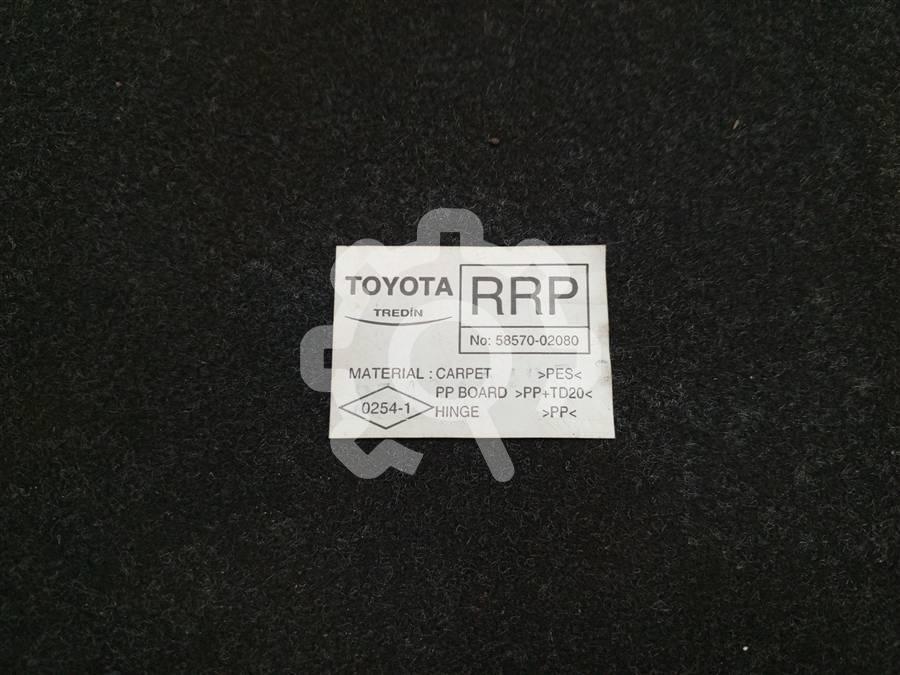 TOYOTA
TREDİN
RRP
No: 58570-02080
MATERIAL : CARPET >PES<
PP BOARD >PP+TD20<
0254-1 HINGE >PP<